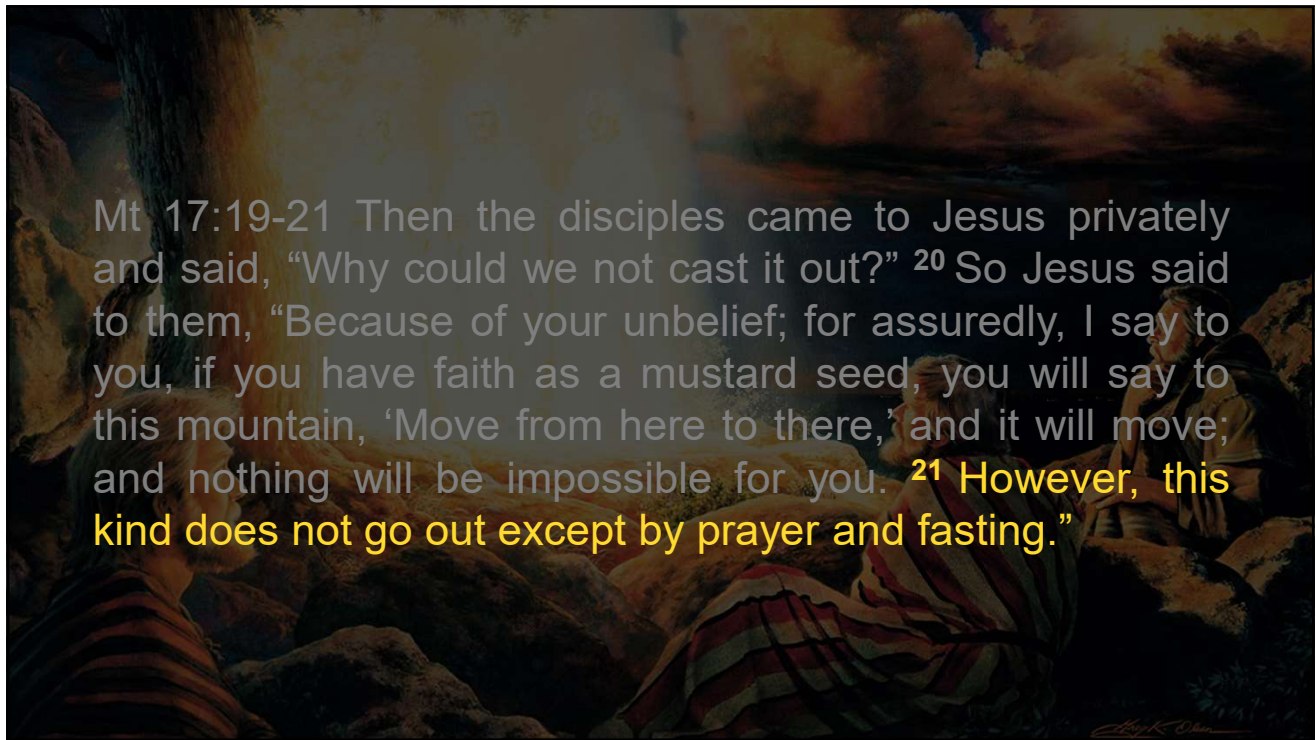 Mt 17:19-21 Then the disciples came to Jesus privately
and said, “Why could we not cast it out?” 20 So Jesus said
to them, “Because of your unbelief; for assuredly, I say to
you, if you have faith as a mustard seed, you will say to
this mountain, ‘Move from here to there,’ and it will move;
and nothing will be impossible for you. 21 However, this
kind does not go out except by prayer and fasting.”